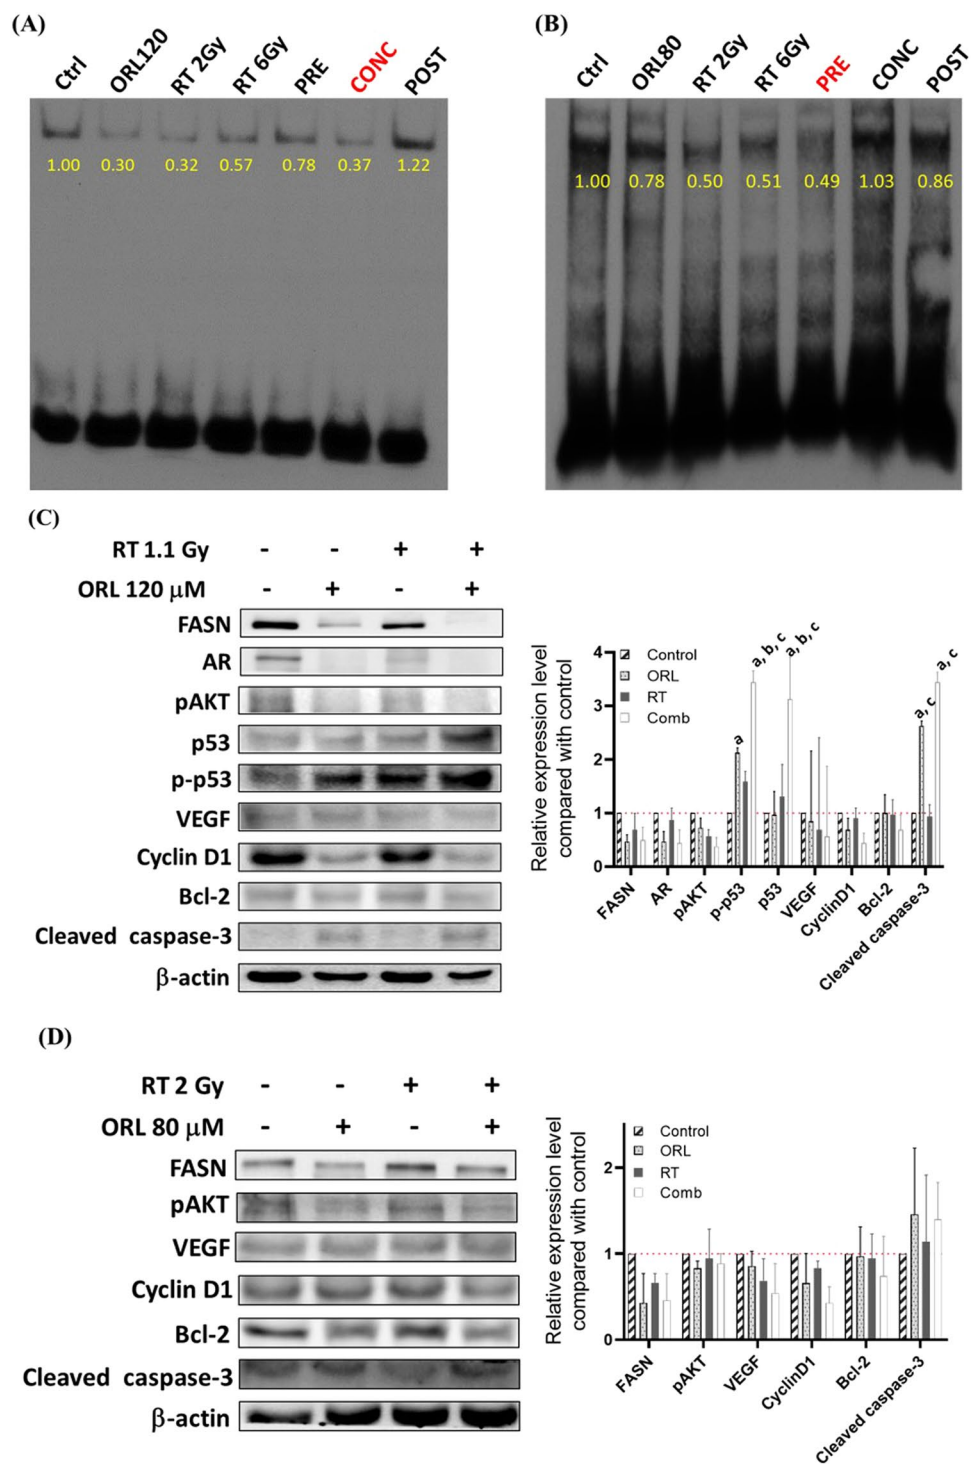 (A)
Ctrl ORL120 RT 2Gy RT 6Gy PRE CONC POST
1.00 0.30 0.32 0.57 0.78 0.37 1.22
(B)
Ctrl ORL80 RT 2Gy RT 6Gy PRE CONC POST
1.00 0.78 0.50 0.51 0.49 1.03 0.86
(C)
RT 1.1 Gy - - + +
ORL 120 μM - + - +
FASN
AR
pAKT
p53
p-p53
VEGF
Cyclin D1
Bcl-2
Cleaved caspase-3
β-actin
Relative expression level
compared with control
4
3
2
1
0
Control
ORL
RT
Comb
a
a, b, c
a, b, c
a, c
a, c
FASN
AR
pAKT
p-p53
p53
VEGF
CyclinD1
Bcl-2
Cleaved caspase-3
(D)
RT 2 Gy - - + +
ORL 80 μM - + - +
FASN
pAKT
VEGF
Cyclin D1
Bcl-2
Cleaved caspase-3
β-actin
Relative expression level
compared with control
2
1
0
Control
ORL
RT
Comb
FASN
pAKT
VEGF
CyclinD1
Bcl-2
Cleaved caspase-3